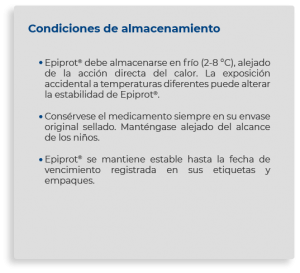 Condiciones de almacenamiento
• Epiprot® debe almacenarse en frío (2-8 °C), alejado
de la acción directa del calor. La exposición
accidental a temperaturas diferentes puede alterar
la estabilidad de Epiprot®.
• Consérvese el medicamento siempre en su envase
original sellado. Manténgase alejado del alcance
de los niños.
• Epiprot® se mantiene estable hasta la fecha de
vencimiento registrada en sus etiquetas y
empaques.